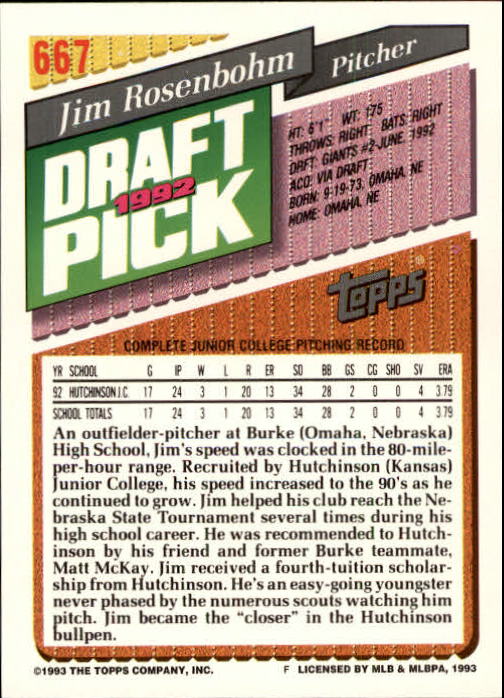 667
Jim Rosenbohm
Pitcher
DRAFT
1992
PICK
HT: 6'1" WT: 175
THROWS: RIGHT BATS: RIGHT
DRFT: GIANTS #2-JUNE, 1992
ACQ: VIA DRAFT
BORN: 9-19-73, OMAHA, NE
HOME: OMAHA, NE
Topps®
COMPLETE JUNIOR COLLEGE PITCHING RECORD
YR SCHOOL G IP W L R ER SO BB GS CG SHO SV ERA
92 HUTCHINSON J.C. 17 24 3 1 20 13 34 28 2 0 0 4 3.79
SCHOOL TOTALS 17 24 3 1 20 13 34 28 2 0 0 4 3.79
An outfielder-pitcher at Burke (Omaha, Nebraska)
High School, Jim's speed was clocked in the 80-mile-
per-hour range. Recruited by Hutchinson (Kansas)
Junior College, his speed increased to the 90's as he
continued to grow. Jim helped his club reach the Ne-
braska State Tournament several times during his
high school career. He was recommended to Hutch-
inson by his friend and former Burke teammate,
Matt McKay. Jim received a fourth-tuition scholar-
ship from Hutchinson. He's an easy-going youngster
never phased by the numerous scouts watching him
pitch. Jim became the "closer" in the Hutchinson
bullpen.
©1993 THE TOPPS COMPANY, INC. F LICENSED BY MLB & MLBPA, 1993